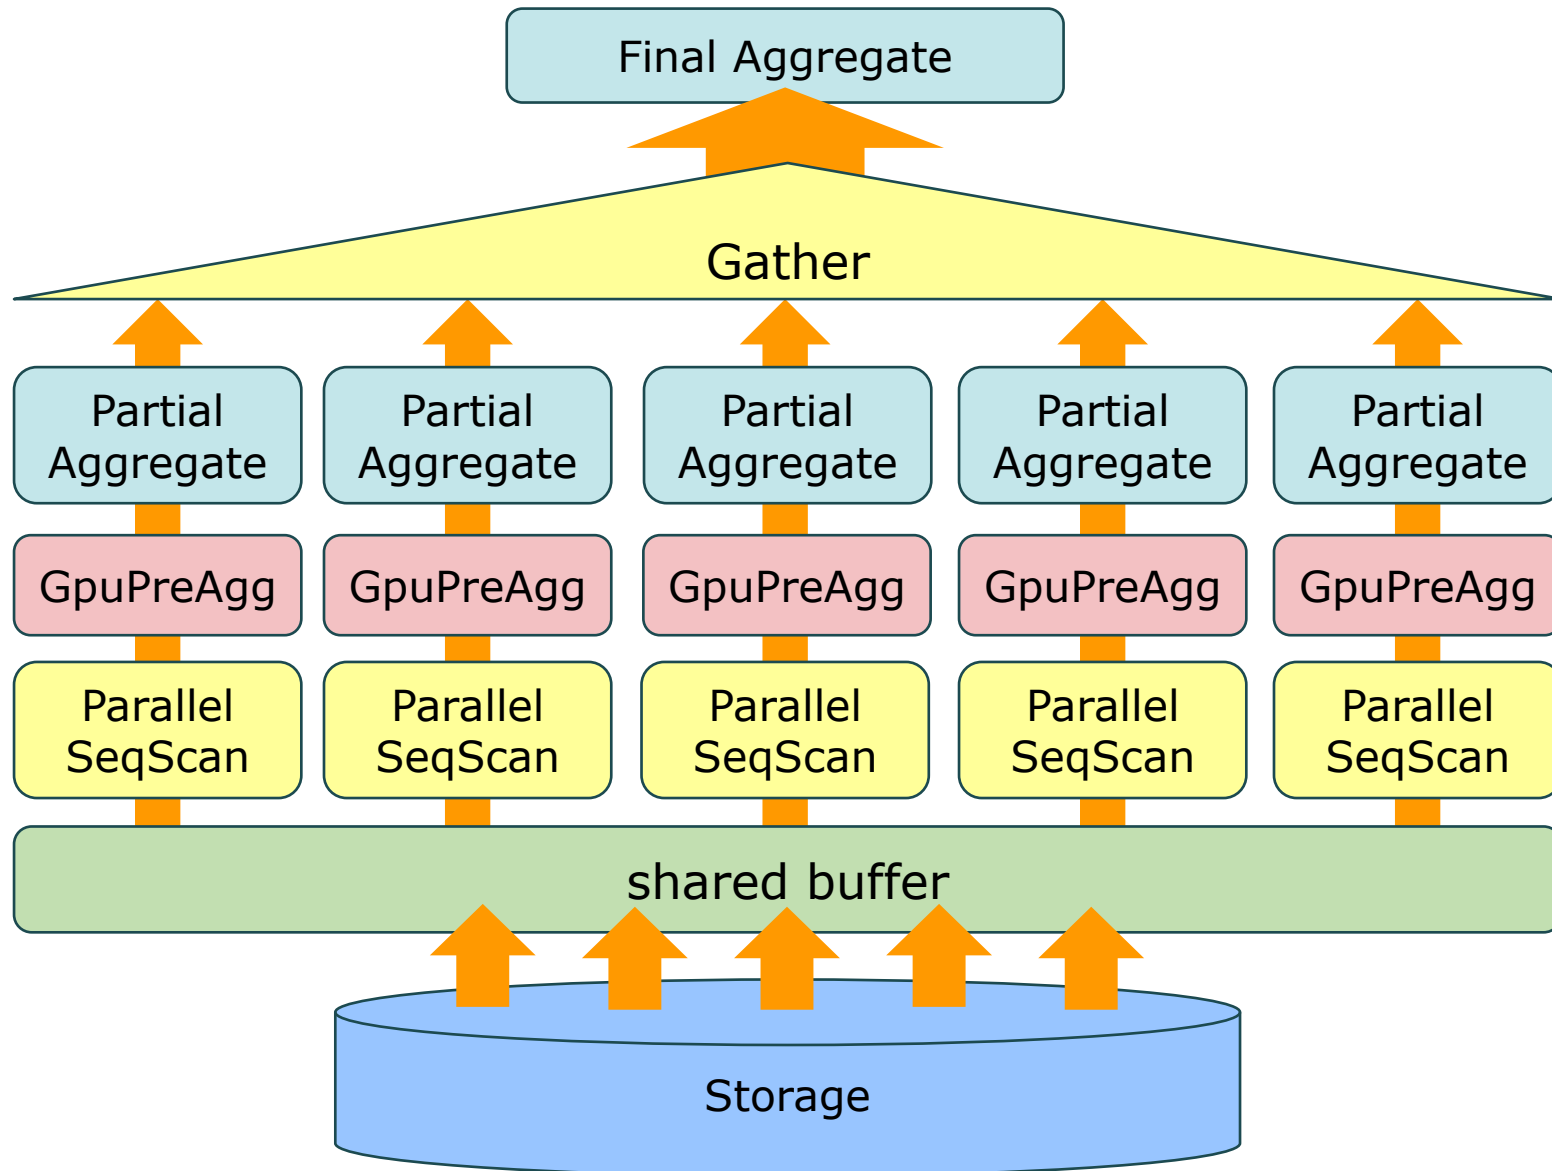 Final Aggregate
Gather
Partial
Aggregate
Partial
Aggregate
Partial
Aggregate
Partial
Aggregate
Partial
Aggregate
GpuPreAgg
GpuPreAgg
GpuPreAgg
GpuPreAgg
GpuPreAgg
Parallel
SeqScan
Parallel
SeqScan
Parallel
SeqScan
Parallel
SeqScan
Parallel
SeqScan
shared buffer
Storage